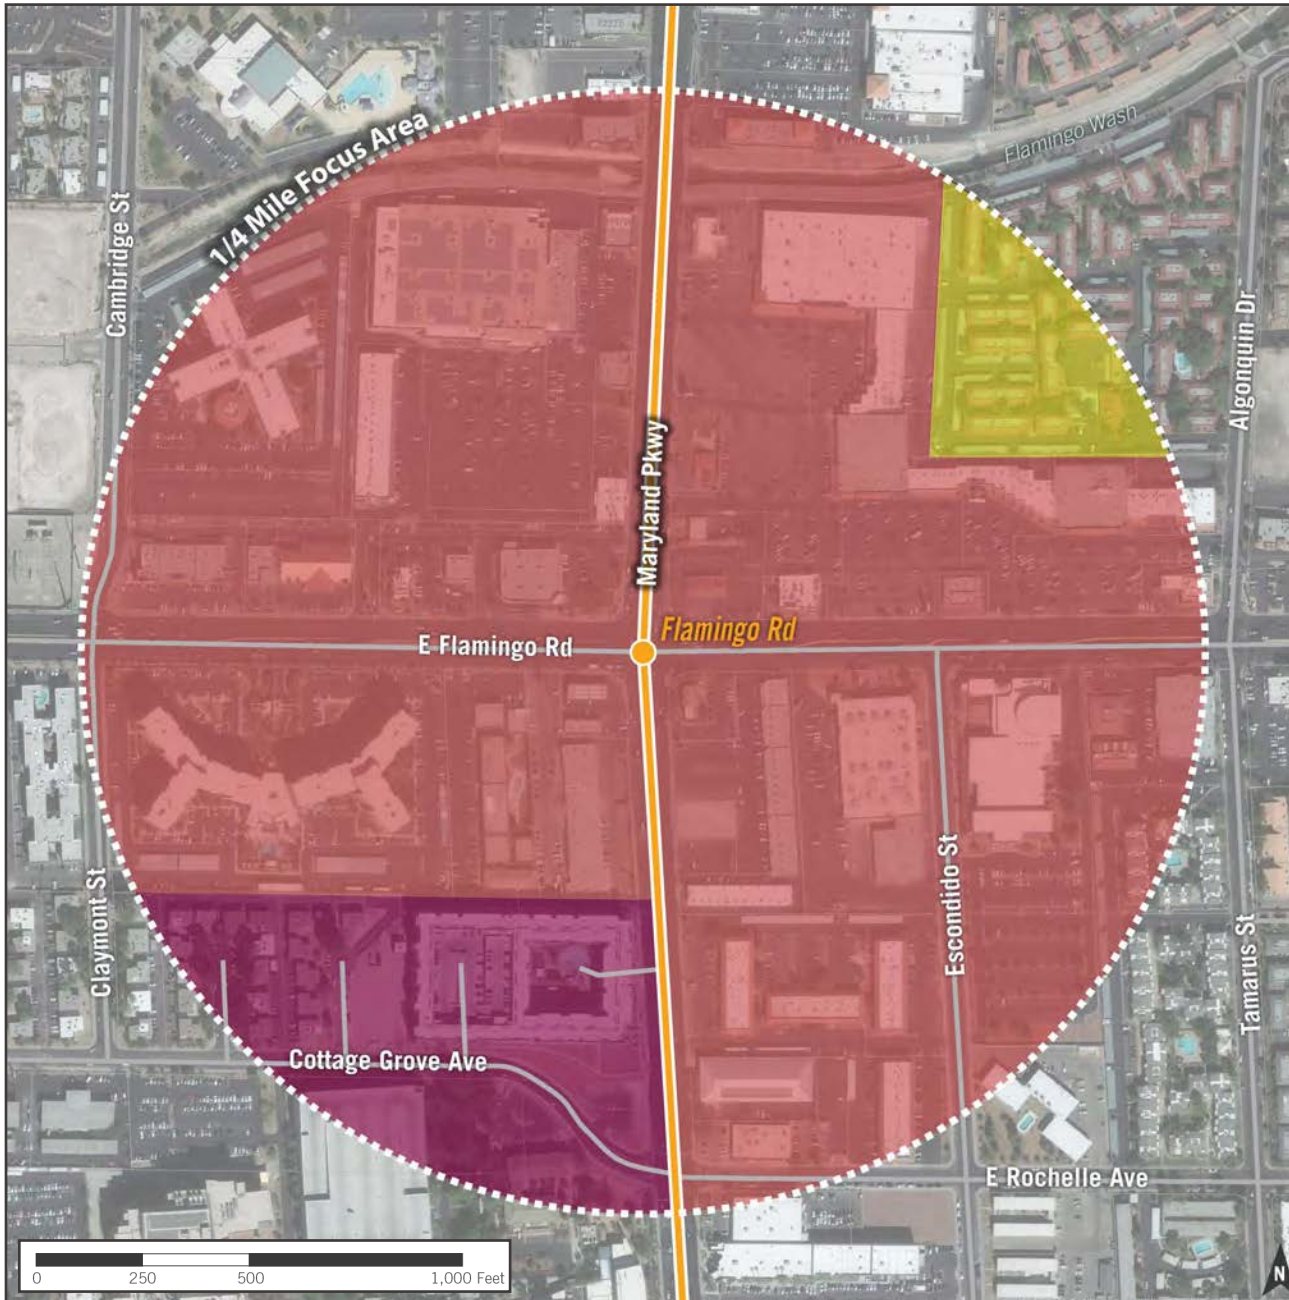 Flamingo Wash
1/4 Mile Focus Area
Cambridge St
Algonquin Dr
Maryland Pkwy
Flamingo Rd
E Flamingo Rd
Claymont St
Escondido St
Tamarus St
Cottage Grove Ave
E Rochelle Ave
0 250 500 1,000 Feet
N